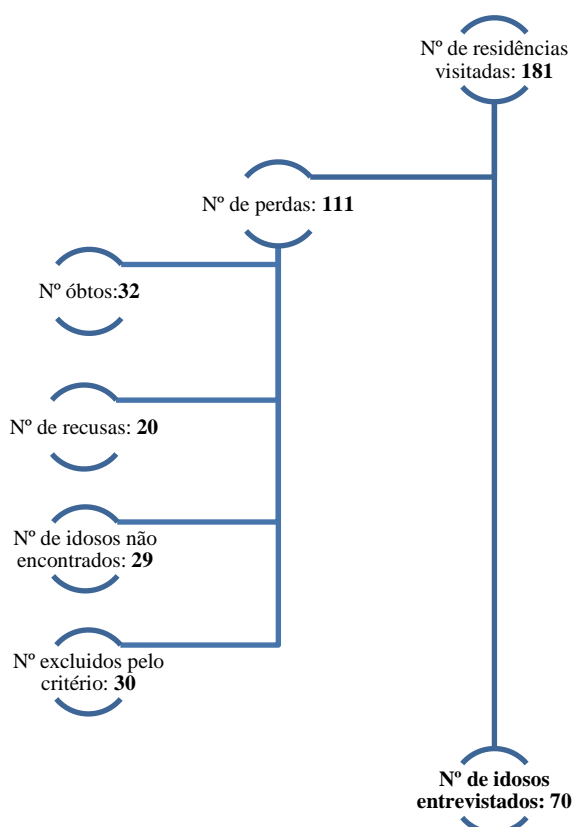 Nº de residências
visitadas: 181
Nº de perdas: 111
Nº óbtos:32
Nº de recusas: 20
Nº de idosos não
encontrados: 29
Nº excluidos pelo
critério: 30
Nº de idosos
entrevistados: 70